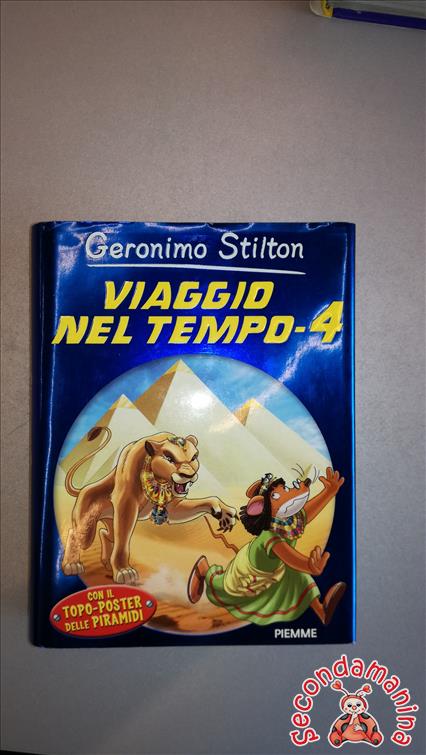 Geronimo Stilton
VIAGGIO
NEL TEMPO-4
CON IL
TOPO-POSTER
DELLE PIRAMIDI
PIEMME
Secondamanina